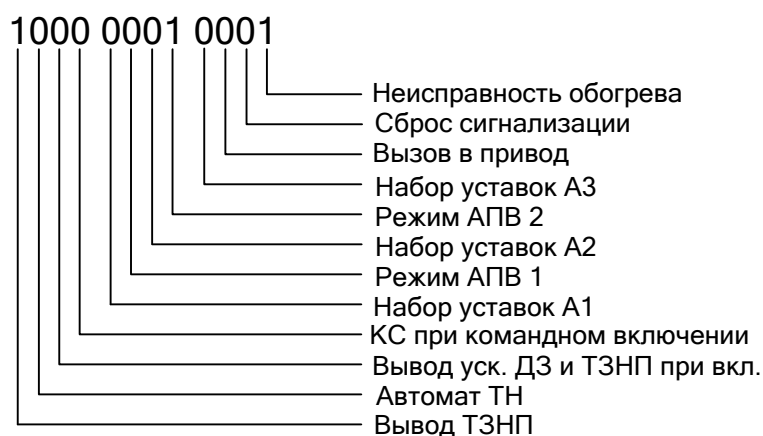 1000 0001 0001
Неисправность обогрева
Сброс сигнализации
Вызов в привод
Набор уставок А3
Режим АПВ 2
Набор уставок А2
Режим АПВ 1
Набор уставок А1
КС при командном включении
Вывод уск. ДЗ и ТЗНП при вкл.
Автомат ТН
Вывод ТЗНП